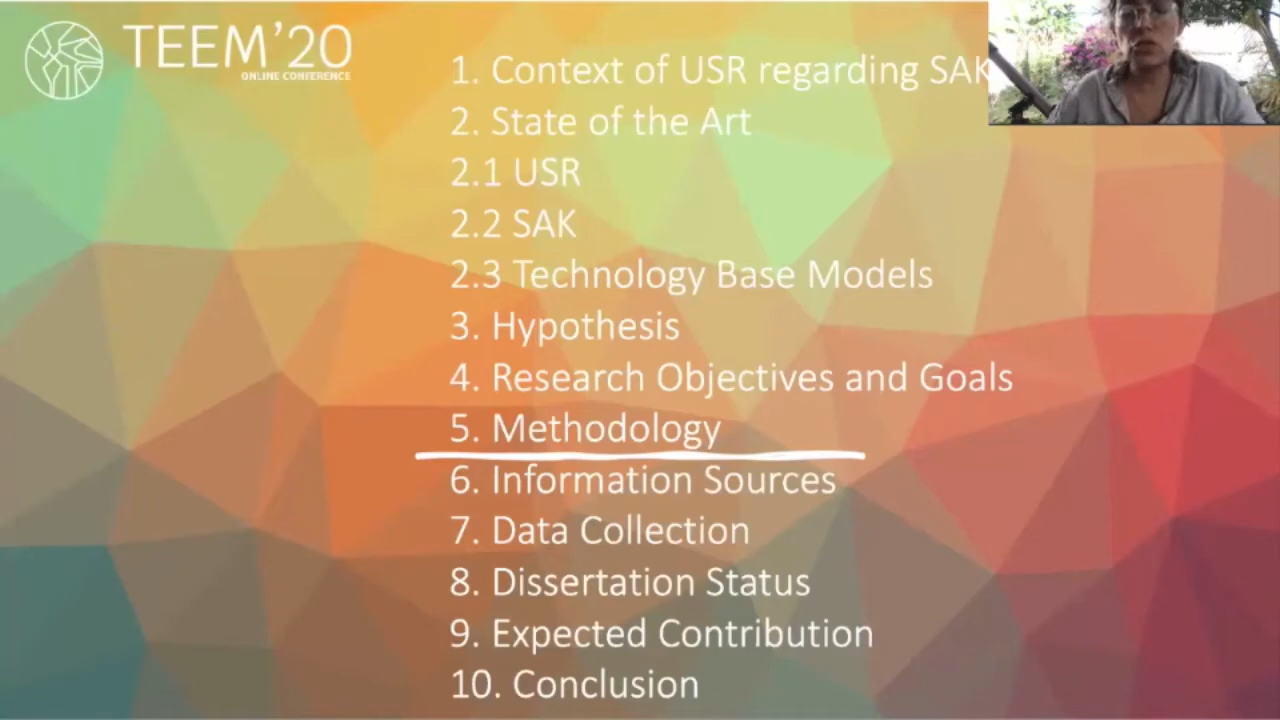 TEEM'20
ONLINE CONFERENCE
1. Context of USR regarding SAK
2. State of the Art
2.1 USR
2.2 SAK
2.3 Technology Base Models
3. Hypothesis
4. Research Objectives and Goals
5. Methodology
6. Information Sources
7. Data Collection
8. Dissertation Status
9. Expected Contribution
10. Conclusion